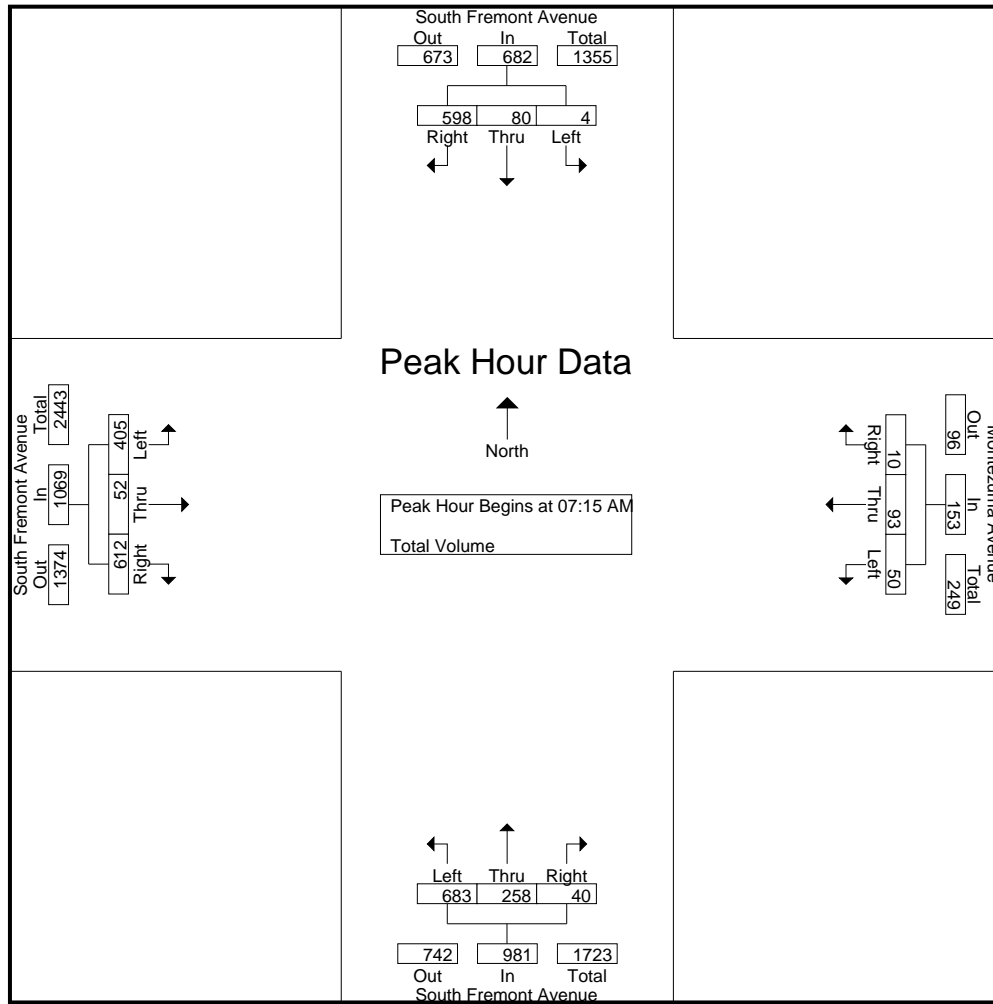 South Fremont Avenue
Out In Total
673 682 1355
598 80 4
Right Thru Left
Peak Hour Data
North
Peak Hour Begins at 07:15 AM
Total Volume
South Fremont Avenue
Out In Total
1374 1069 2443
405 52 612
Left Thru Right
Montezuma Avenue
Out In Total
96 153 249
10 93 50
Right Thru Left
Left Thru Right
683 258 40
742 981 1723
Out In Total
South Fremont Avenue